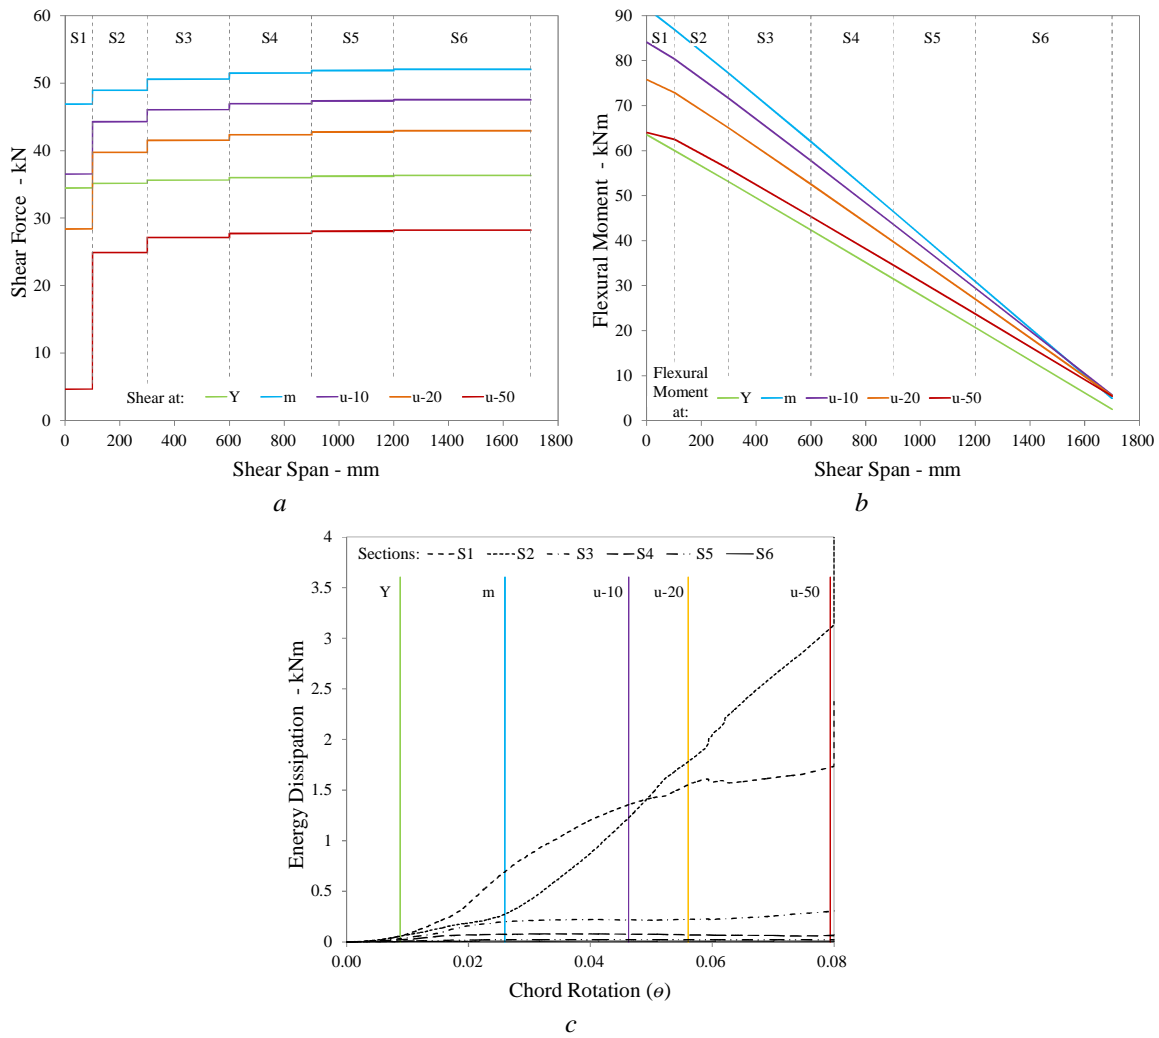 60
50
40
30
20
10
0
Shear Force - kN
S1 S2 S3 S4 S5 S6
Shear at: Y m u-10 u-20 u-50
0 200 400 600 800 1000 1200 1400 1600 1800
Shear Span - mm
a
90
80
70
60
50
40
30
20
10
0
Flexural Moment - kNm
S1 S2 S3 S4 S5 S6
Flexural
Moment
at:
Y m u-10 u-20 u-50
0 200 400 600 800 1000 1200 1400 1600 1800
Shear Span - mm
b
4
3.5
3
2.5
2
1.5
1
0.5
0
Energy Dissipation - kNm
Sections: S1 S2 S3 S4 S5 S6
Y m u-10 u-20 u-50
0.00 0.02 0.04 0.06 0.08
Chord Rotation (ө)
c